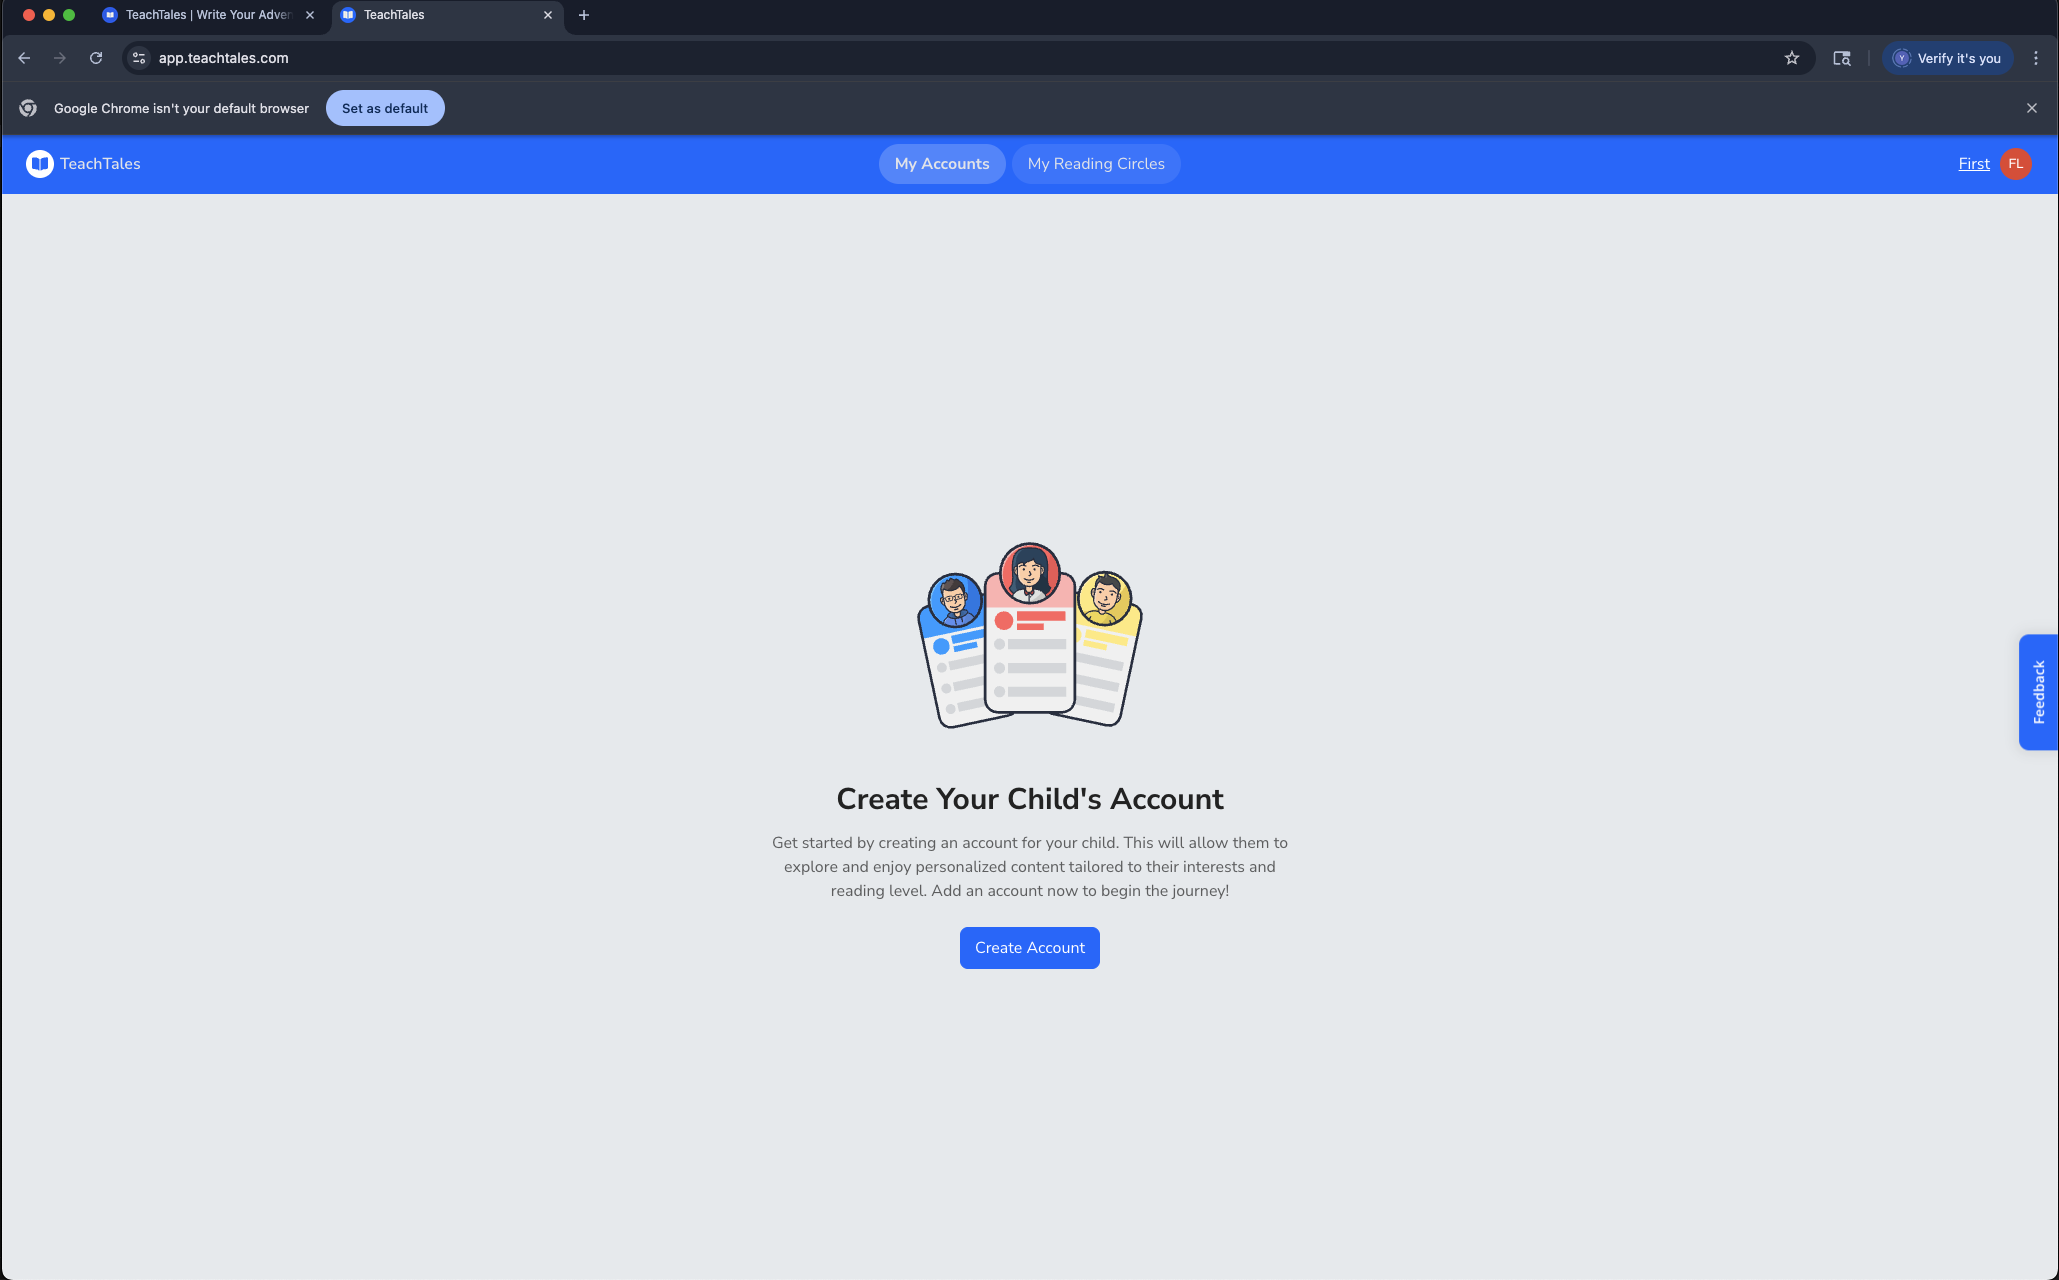 TeachTales | Write Your Adven
TeachTales
app.teachtales.com
Y
Verify it's you
Google Chrome isn't your default browser
Set as default
TeachTales
My Accounts
My Reading Circles
First
FL
Feedback
Create Your Child's Account
Get started by creating an account for your child. This will allow them to
explore and enjoy personalized content tailored to their interests and
reading level. Add an account now to begin the journey!
Create Account